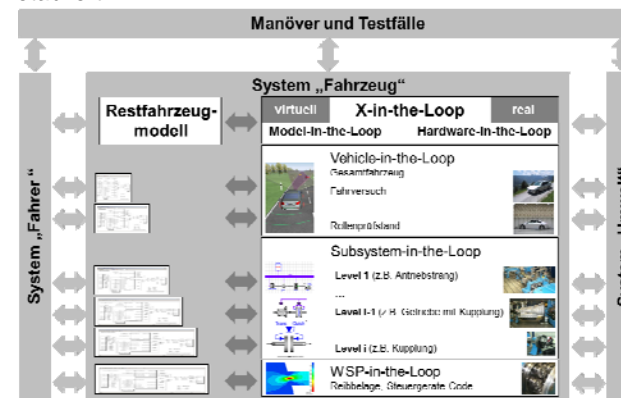 Manöver und Testfälle
System „Fahrer“
System „Fahrzeug“
Restfahrzeug-
modell
virtuell X-in-the-Loop real
Model-in-the-Loop Hardware-in-the-Loop
Vehicle-in-the-Loop
Gesamtfahrzeug
Fahrversuch
Rollenprüfstand
Subsystem-in-the-Loop
Level 1 (z.B. Antriebstrang)
...
Level i-1 (z.B. Getriebe mit Kupplung)
Level i (z.B. Kupplung)
WSP-in-the-Loop
Reibbeläge, Steuergeräte Code